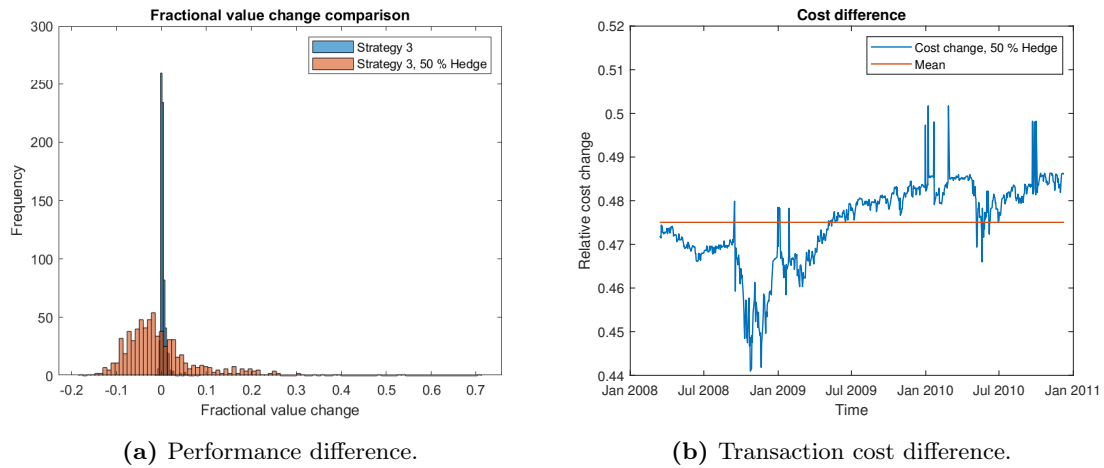 Fractional value change comparison
300
250
200
150
100
50
0
Frequency
Strategy 3
Strategy 3, 50 % Hedge
-0.2 -0.1 0 0.1 0.2 0.3 0.4 0.5 0.6 0.7
Fractional value change
(a) Performance difference.
Cost difference
0.52
0.51
0.5
0.49
0.48
0.47
0.46
0.45
0.44
Relative cost change
Cost change, 50 % Hedge
Mean
Jan 2008 Jul 2008 Jan 2009 Jul 2009 Jan 2010 Jul 2010 Jan 2011
Time
(b) Transaction cost difference.